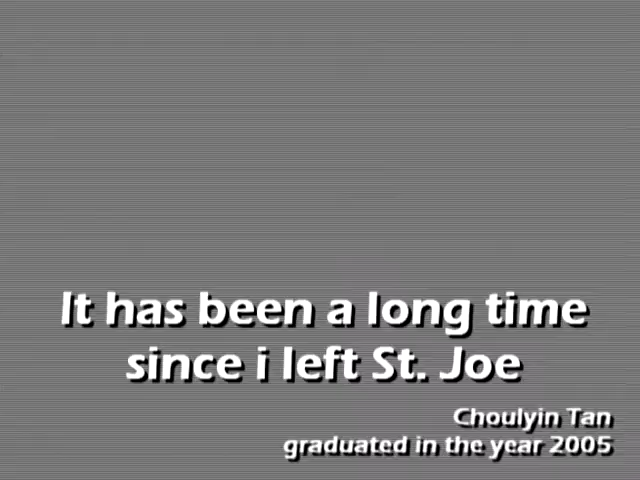 It has been a long time
since i left St. Joe
Choulyin Tan
graduated in the year 2005